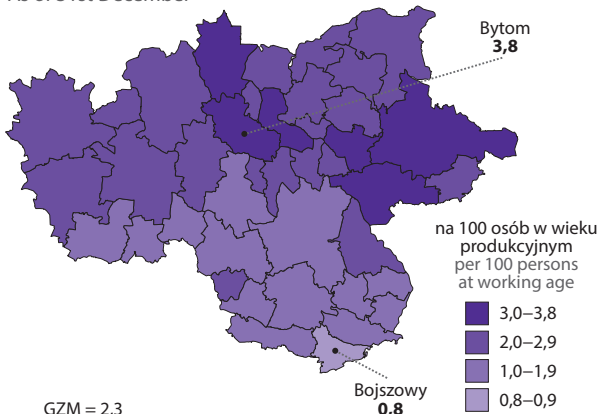 Bytom
3,8
na 100 osób w wieku
produkcyjnym
per 100 persons
at working age
3,0–3,8
2,0–2,9
1,0–1,9
0,8–0,9
Bojszowy
0,8
GZM = 2,3